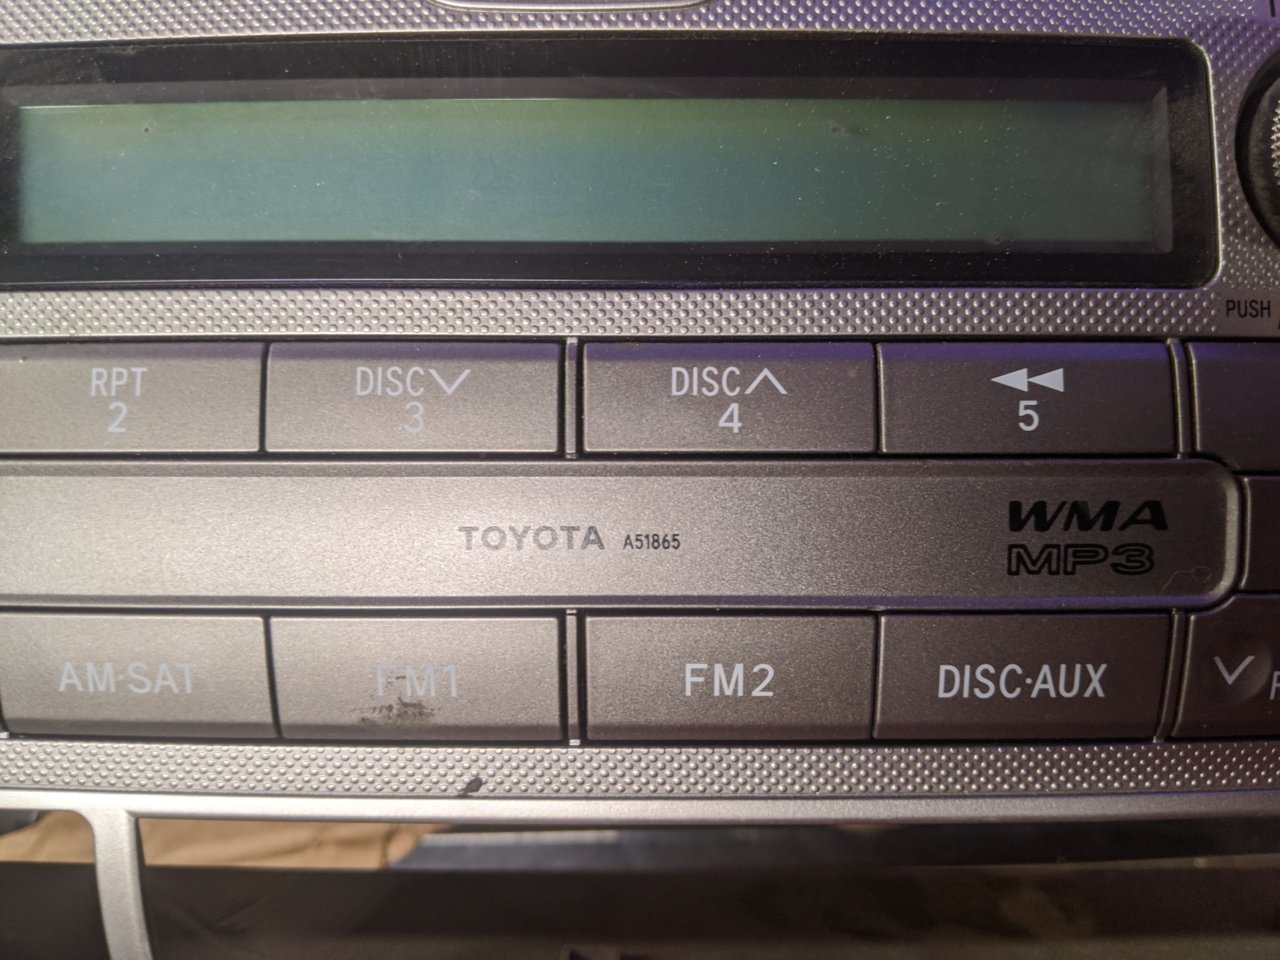 PUSH
RPT
2
DISC
3
DISC
4
5
TOYOTA A51865
WMA
MP3
AM·SAT
FM1
FM2
DISC·AUX